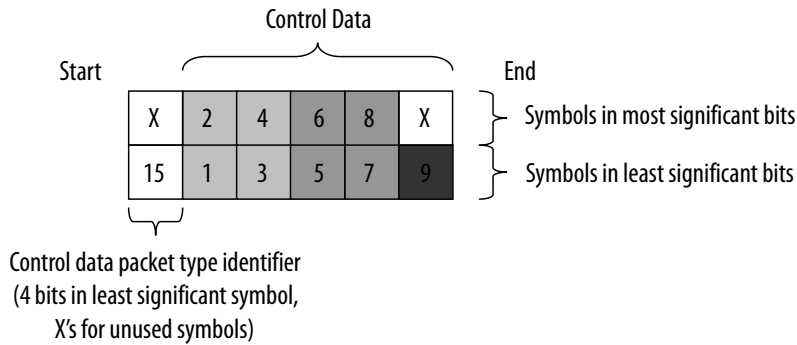 Control Data
Start
End
X 2 4 6 8 X
Symbols in most significant bits
15 1 3 5 7 9
Symbols in least significant bits
Control data packet type identifier
(4 bits in least significant symbol,
X's for unused symbols)